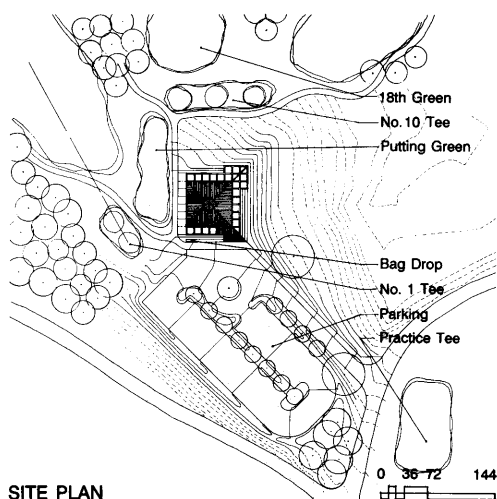 18th Green
No. 10 Tee
Putting Green
Bag Drop
No. 1 Tee
Parking
Practice Tee
0 36 72 144
SITE PLAN